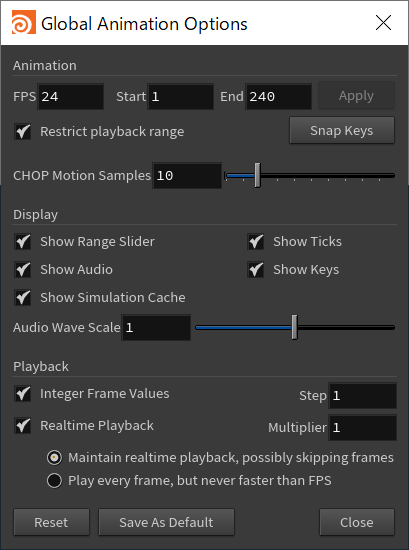 Global Animation Options
Animation
FPS 24 Start 1 End 240 Apply
Restrict playback range Snap Keys
CHOP Motion Samples 10
Display
Show Range Slider Show Ticks
Show Audio Show Keys
Show Simulation Cache
Audio Wave Scale 1
Playback
Integer Frame Values Step 1
Realtime Playback Multiplier 1
Maintain realtime playback, possibly skipping frames
Play every frame, but never faster than FPS
Reset Save As Default Close